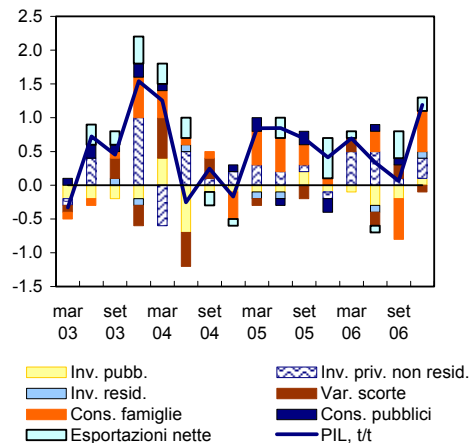 2.5
2.0
1.5
1.0
0.5
0.0
-0.5
-1.0
-1.5
mar 03
set 03
mar 04
set 04
mar 05
set 05
mar 06
set 06
Inv. pubb.
Inv. priv. non resid.
Inv. resid.
Var. scorte
Cons. famiglie
Cons. pubblici
Esportazioni nette
PIL, t/t